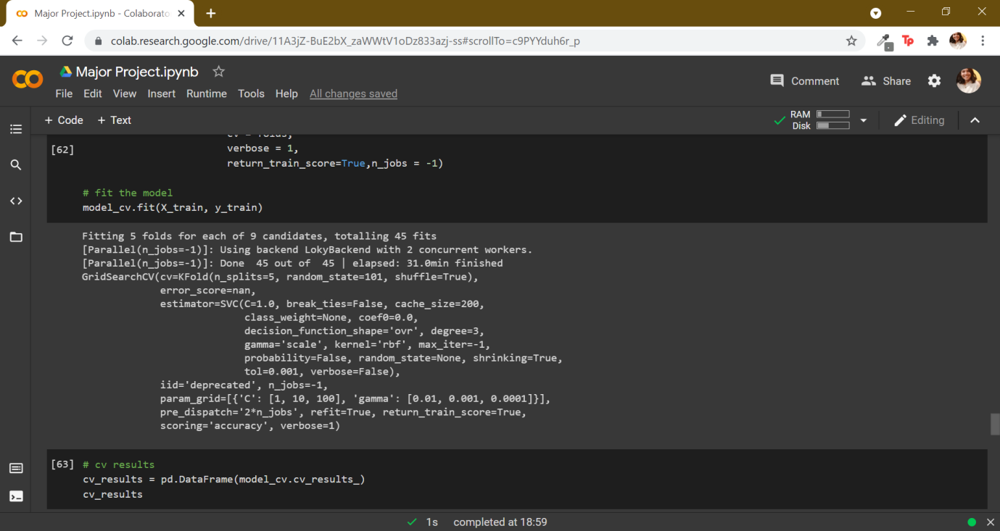 Major Project.ipynb - Colaborato
colab.research.google.com/drive/11A3jZ-BuE2bX_zaWWtV1oDz833azj-ss#scrollTo=c9PYYduh6r_p
Tp
Major Project.ipynb
Comment
Share
File Edit View Insert Runtime Tools Help All changes saved
+ Code + Text
RAM
Disk
Editing
cv = folds,
[62]
verbose = 1,
return_train_score=True,n_jobs = -1)
# fit the model
model_cv.fit(X_train, y_train)
Fitting 5 folds for each of 9 candidates, totalling 45 fits
[Parallel(n_jobs=-1)]: Using backend LokyBackend with 2 concurrent workers.
[Parallel(n_jobs=-1)]: Done  45 out of  45 | elapsed: 31.0min finished
GridSearchCV(cv=KFold(n_splits=5, random_state=101, shuffle=True),
error_score=nan,
estimator=SVC(C=1.0, break_ties=False, cache_size=200,
class_weight=None, coef0=0.0,
decision_function_shape='ovr', degree=3,
gamma='scale', kernel='rbf', max_iter=-1,
probability=False, random_state=None, shrinking=True,
tol=0.001, verbose=False),
iid='deprecated', n_jobs=-1,
param_grid=[{'C': [1, 10, 100], 'gamma': [0.01, 0.001, 0.0001]}],
pre_dispatch='2*n_jobs', refit=True, return_train_score=True,
scoring='accuracy', verbose=1)
[63] # cv results
cv_results = pd.DataFrame(model_cv.cv_results_)
cv_results
1s completed at 18:59